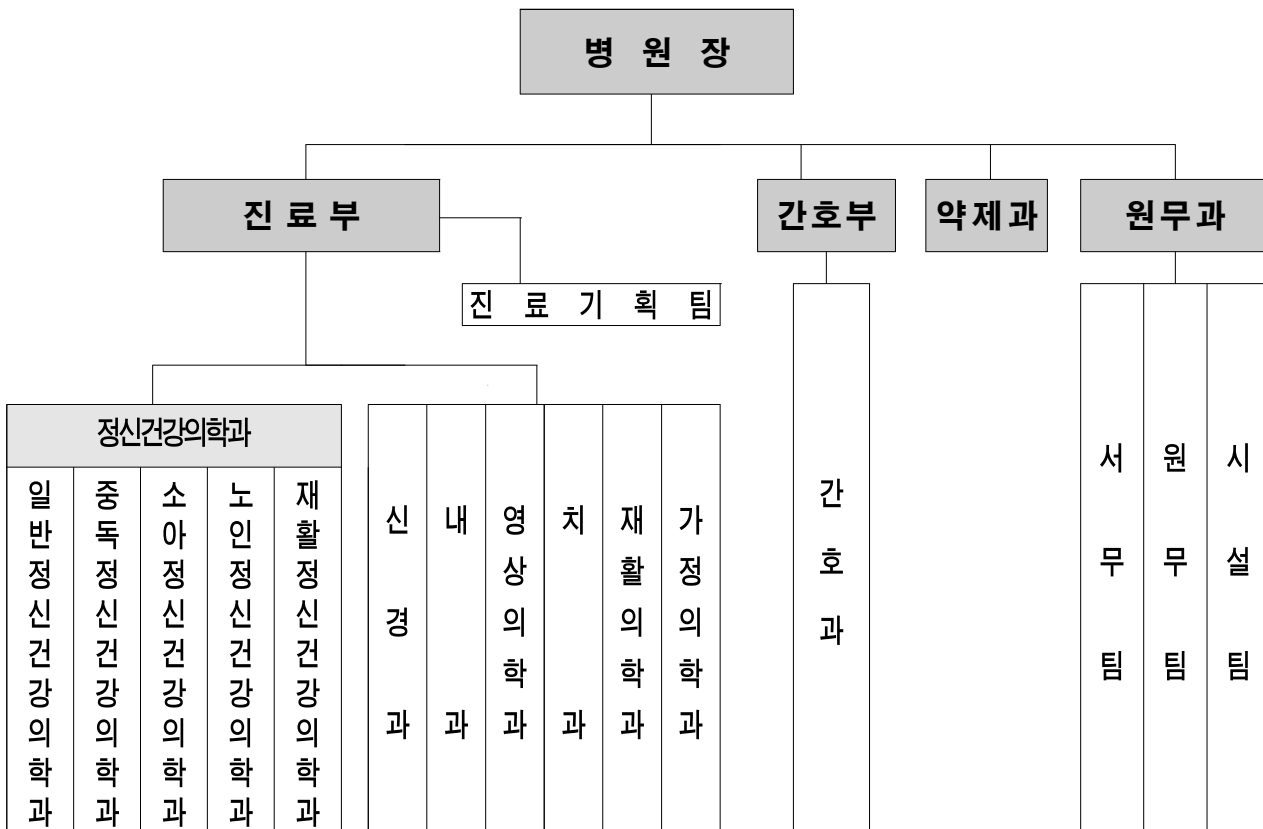 병 원 장
진 료 부
간호부
약제과
원무과
진 료 기 획 팀
정신건강의학과
일반정신건강의학과
중독정신건강의학과
소아정신건강의학과
노인정신건강의학과
재활정신건강의학과
신경과
내과
영상의학과
치과
재활의학과
가정의학과
간호과
서무팀
원무팀
시설팀